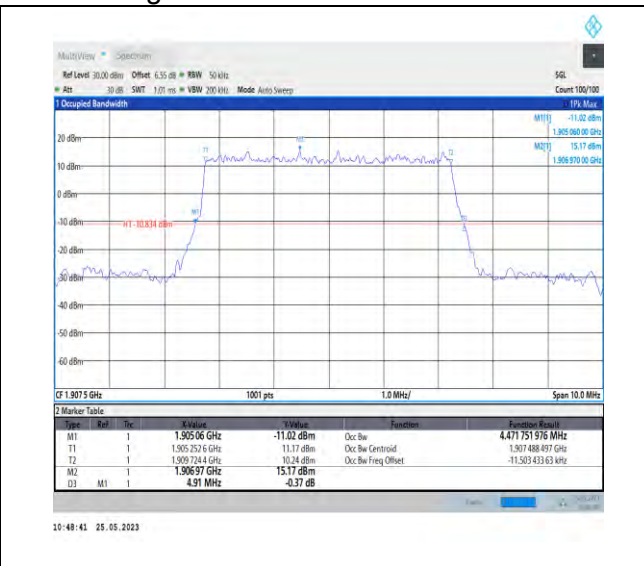 MultiView Spectrum
Ref Level 30.00 dBm Offset 6.55 dB RBW 50 kHz SGL
Att 30 dB SWT 1.01 ms VBW 200 kHz Mode Auto Sweep Count 100/100
1 Occupied Bandwidth 1Pk Max
M1[1] -11.02 dBm
1.905 060 00 GHz
20 dBm M2[1] 15.17 dBm
1.906 970 00 GHz
T1 M2 T2
10 dBm
0 dBm
M1
-10 dBm H1 -10.834 dBm
-20 dBm
-30 dBm
-40 dBm
-50 dBm
-60 dBm
CF 1.907 5 GHz 1001 pts 1.0 MHz/ Span 10.0 MHz
2 Marker Table
Type Ref Trc X-Value Y-Value Function Function Result
M1 1 1.905 06 GHz -11.02 dBm Occ Bw 4.471 751 976 MHz
T1 1 1.905 252 6 GHz 11.17 dBm Occ Bw Centroid 1.907 488 497 GHz
T2 1 1.909 724 4 GHz 10.24 dBm Occ Bw Freq Offset -11.503 433 63 kHz
M2 1 1.906 97 GHz 15.17 dBm
D3 M1 1 4.91 MHz -0.37 dB
10:48:41 25.05.2023